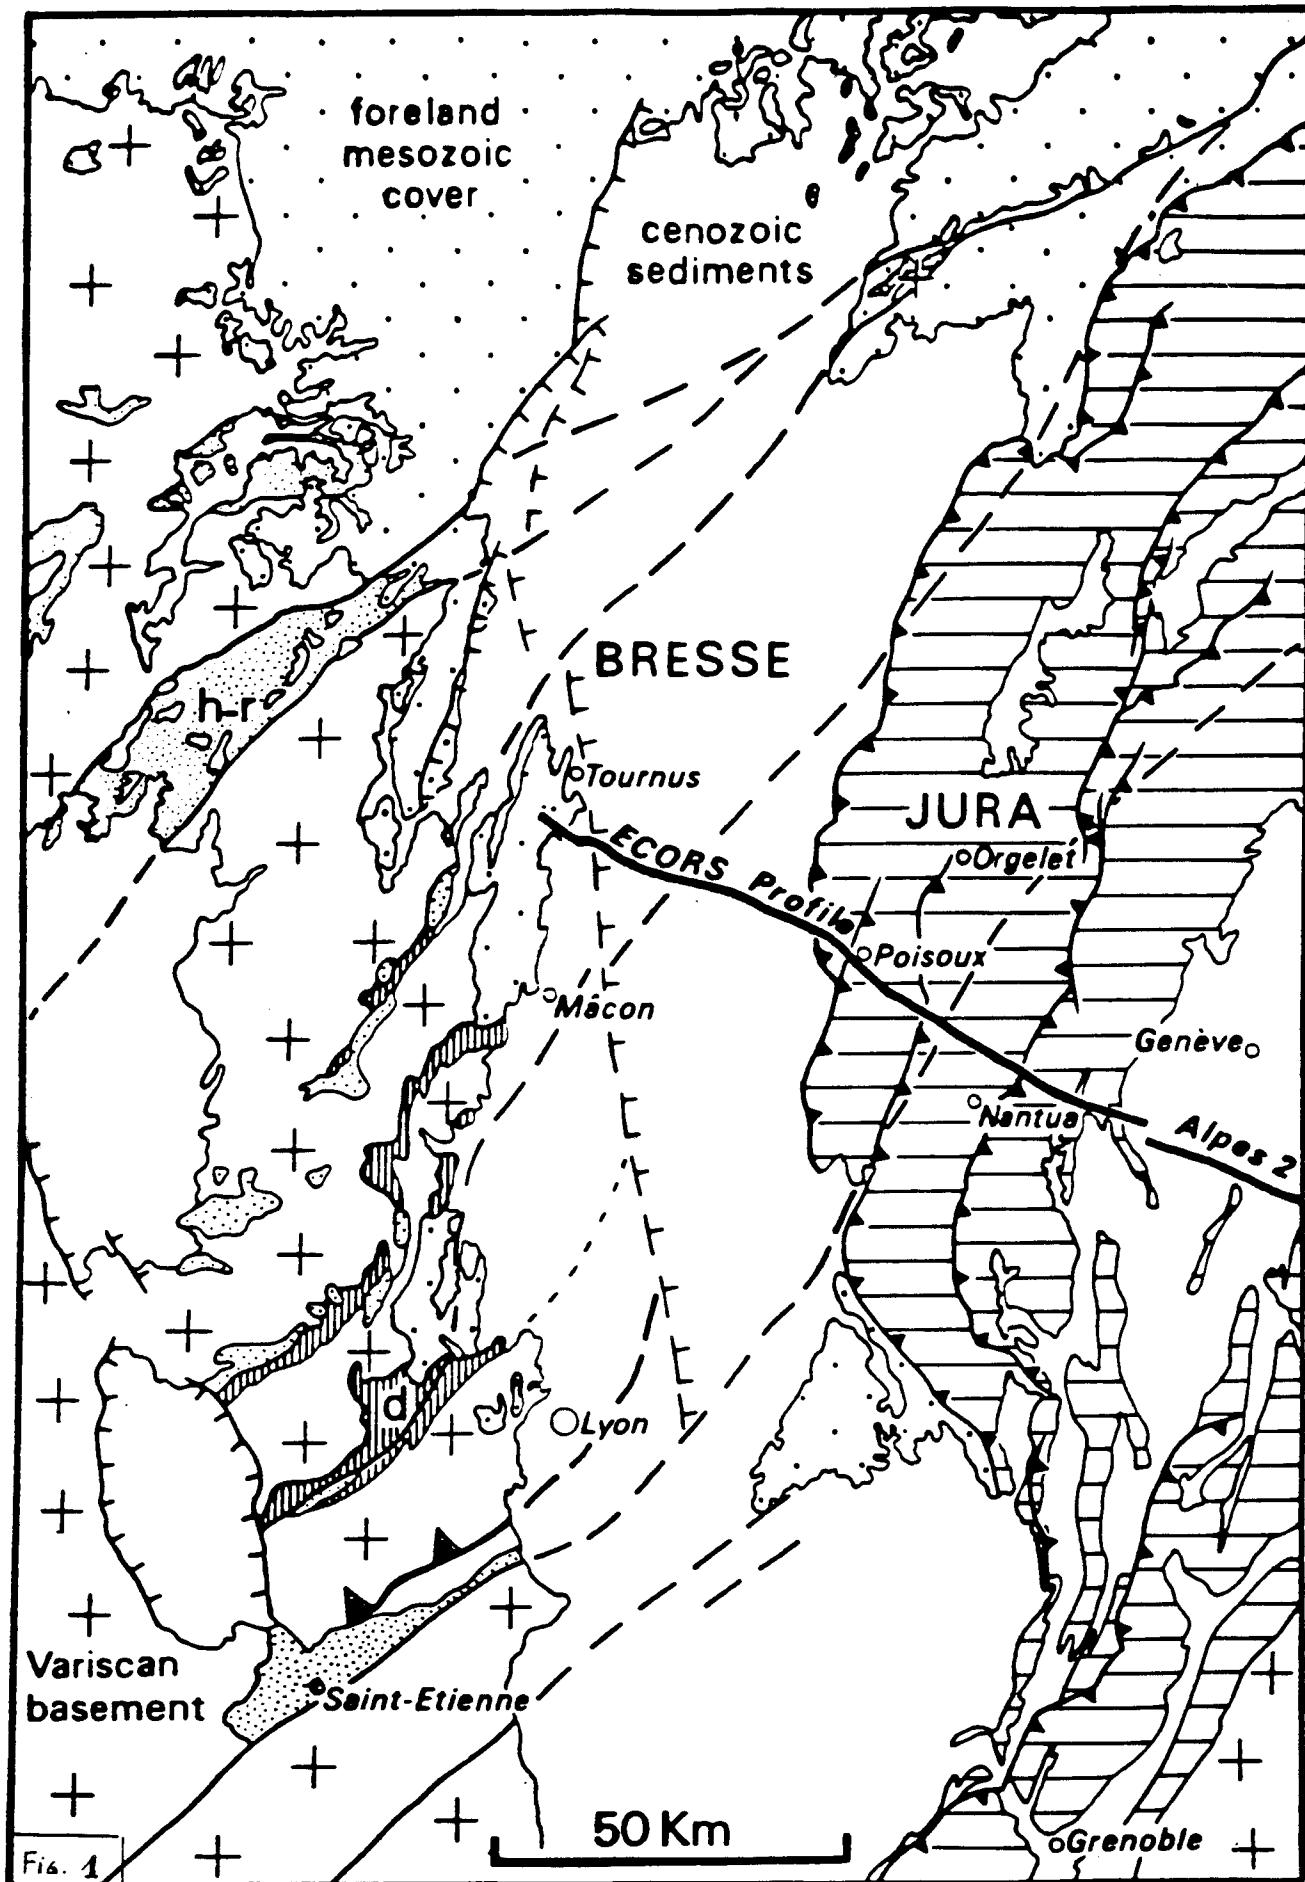 foreland
mesozoic
cover
cenozoic
sediments
BRESSE
h-r
Tournus
JURA
ECORS Profile
Orgelet
Poisoux
Mâcon
Genève
Nantua
Alpes 2
d
Lyon
Variscan
basement
Saint-Etienne
50 Km
Grenoble
Fig. 1